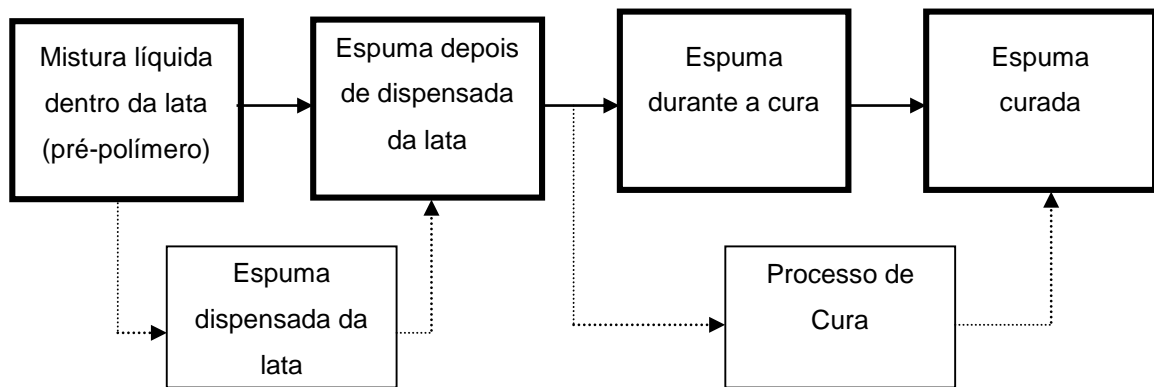 Mistura líquida
dentro da lata
(pré-polímero)
Espuma depois
de dispensada
da lata
Espuma
durante a cura
Espuma
curada
Espuma
dispensada da
lata
Processo de
Cura